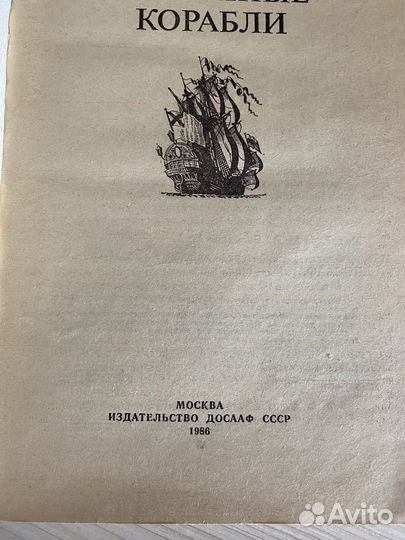 КОРАБЛИ
МОСКВА
ИЗДАТЕЛЬСТВО ДОСААФ СССР
1986
Avito